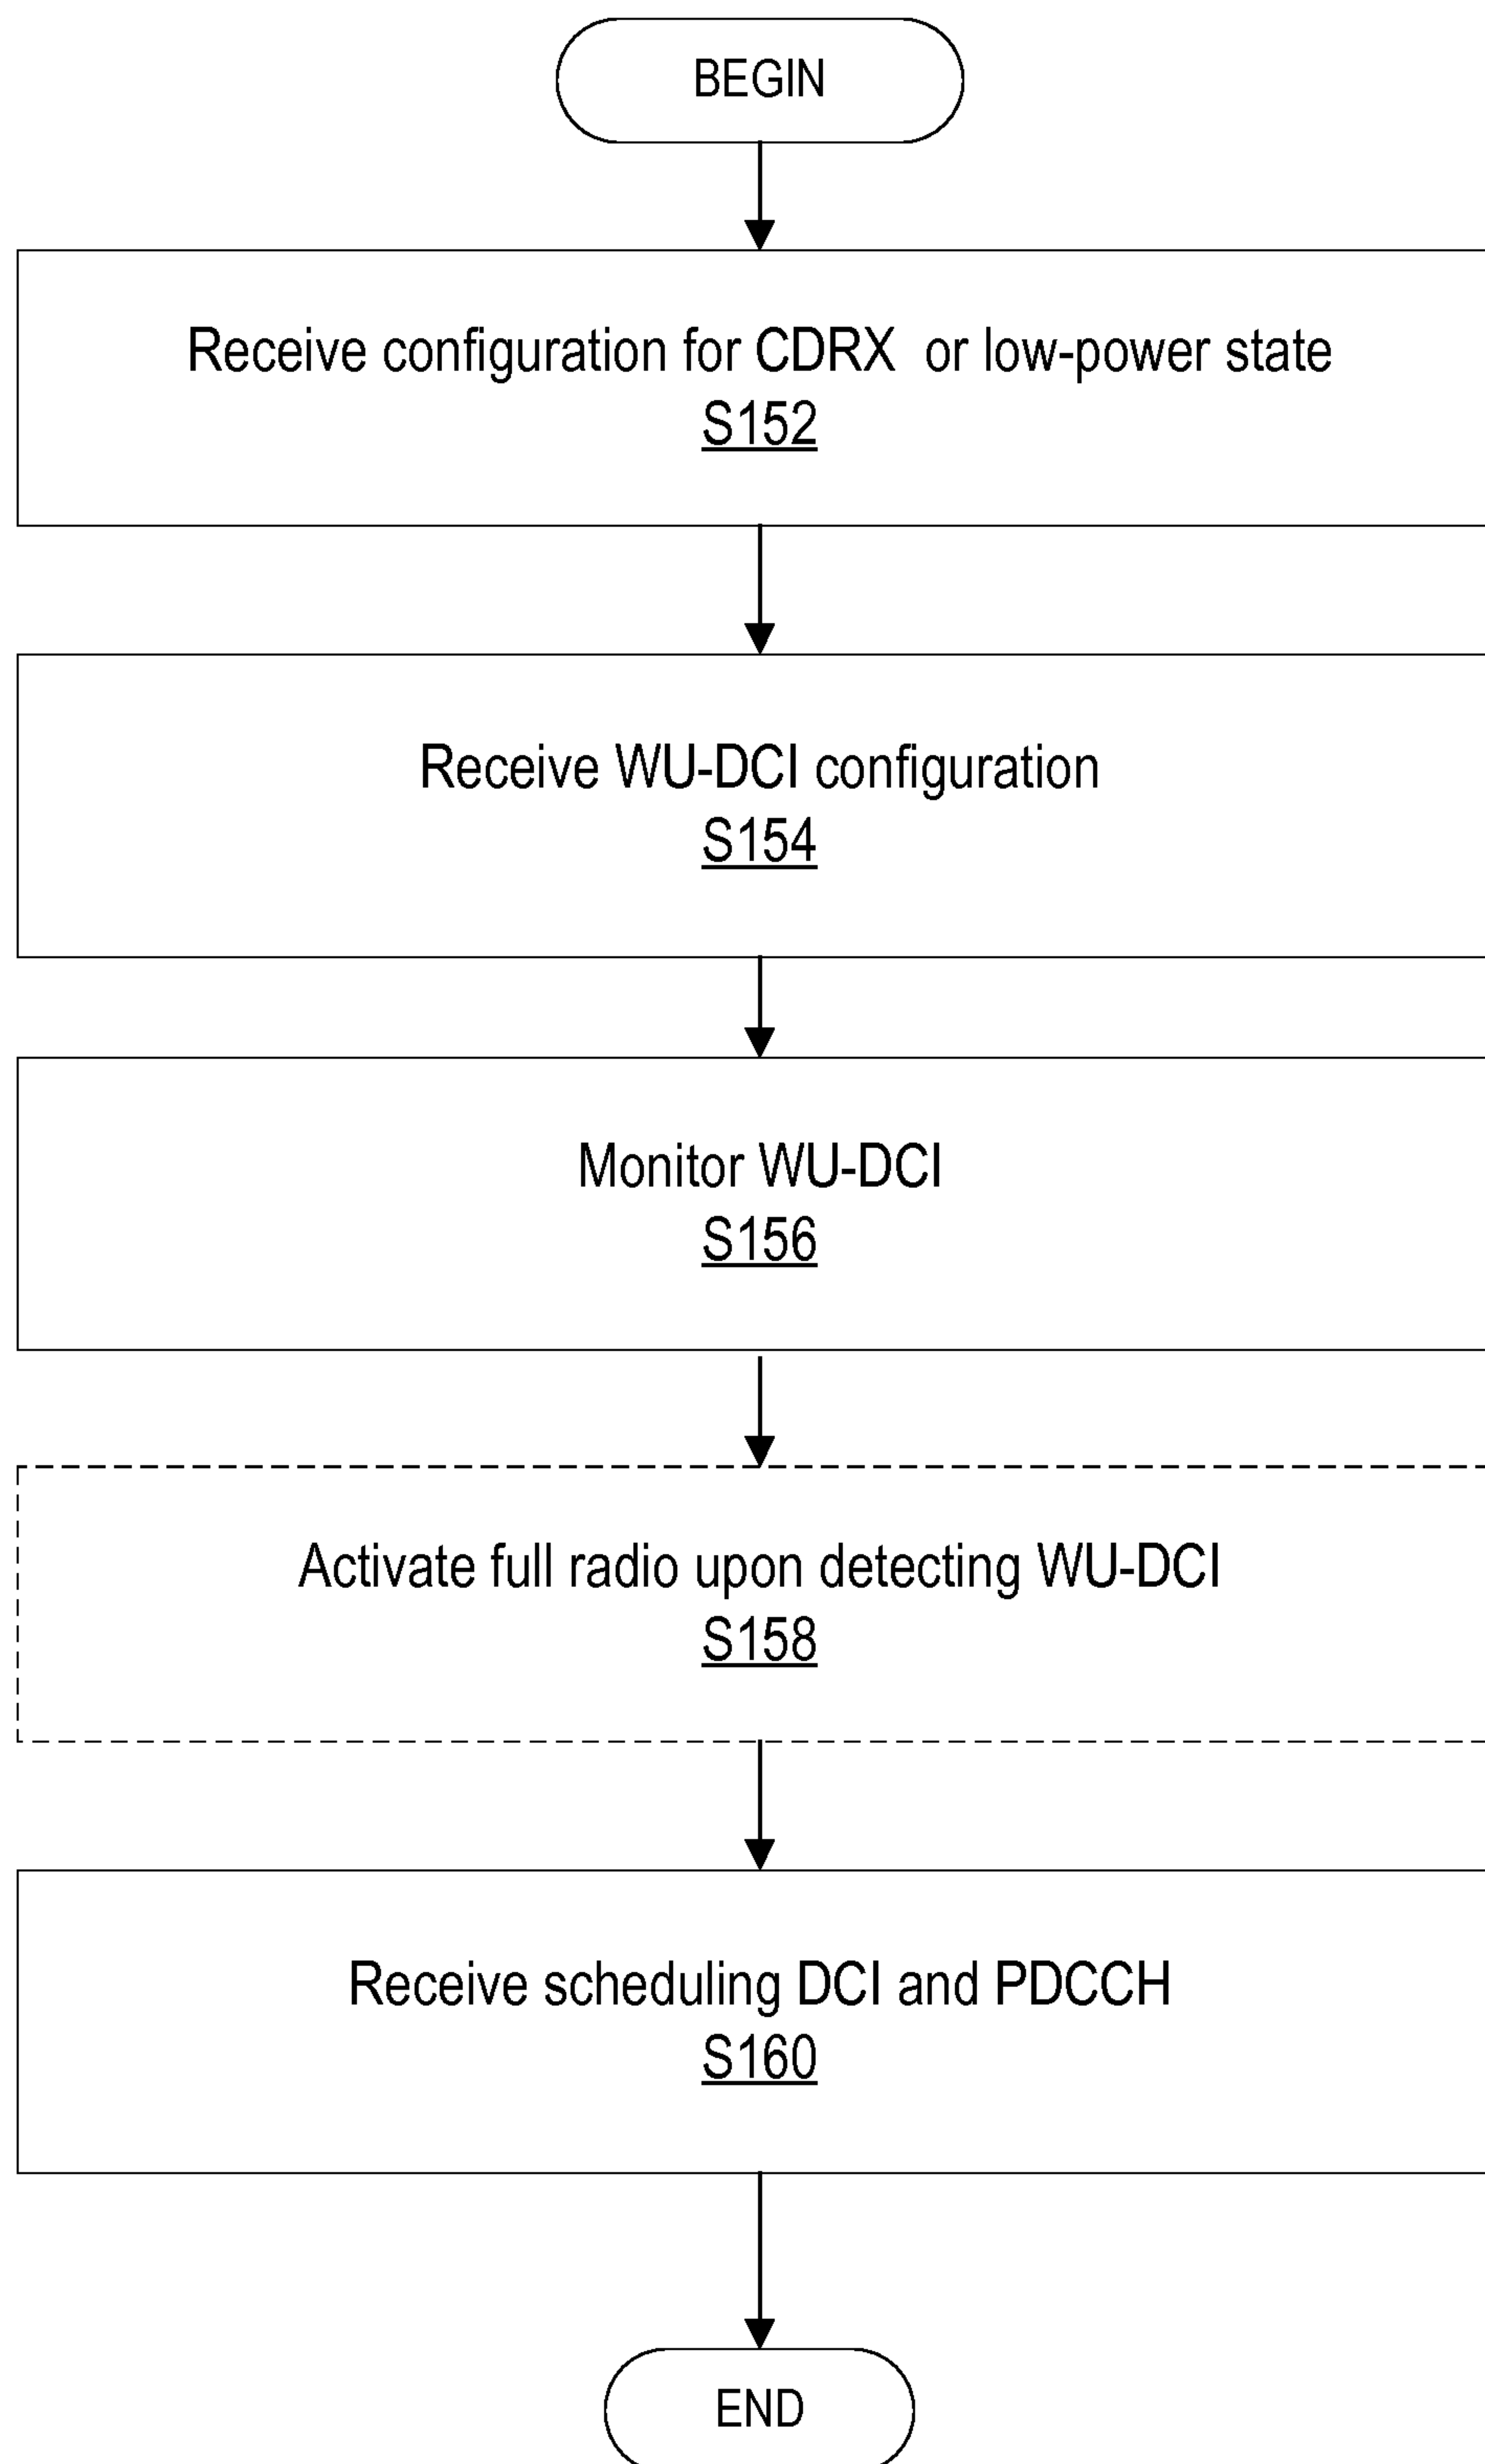 BEGIN
Receive configuration for CDRX or low-power state
S152
Receive WU-DCI configuration
S154
Monitor WU-DCI
S156
Activate full radio upon detecting WU-DCI
S158
Receive scheduling DCI and PDCCH
S160
END